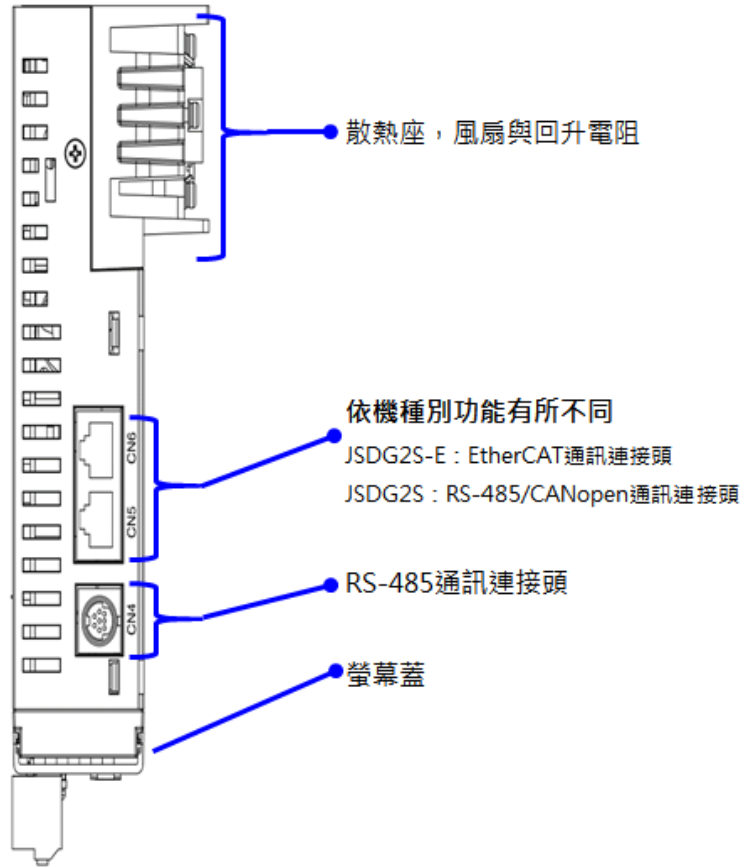 散熱座，風扇與回升電阻
依機種別功能有所不同
JSDG2S-E：EtherCAT通訊連接頭
JSDG2S：RS-485/CANopen通訊連接頭
CN6
CN5
RS-485通訊連接頭
CN4
螢幕蓋